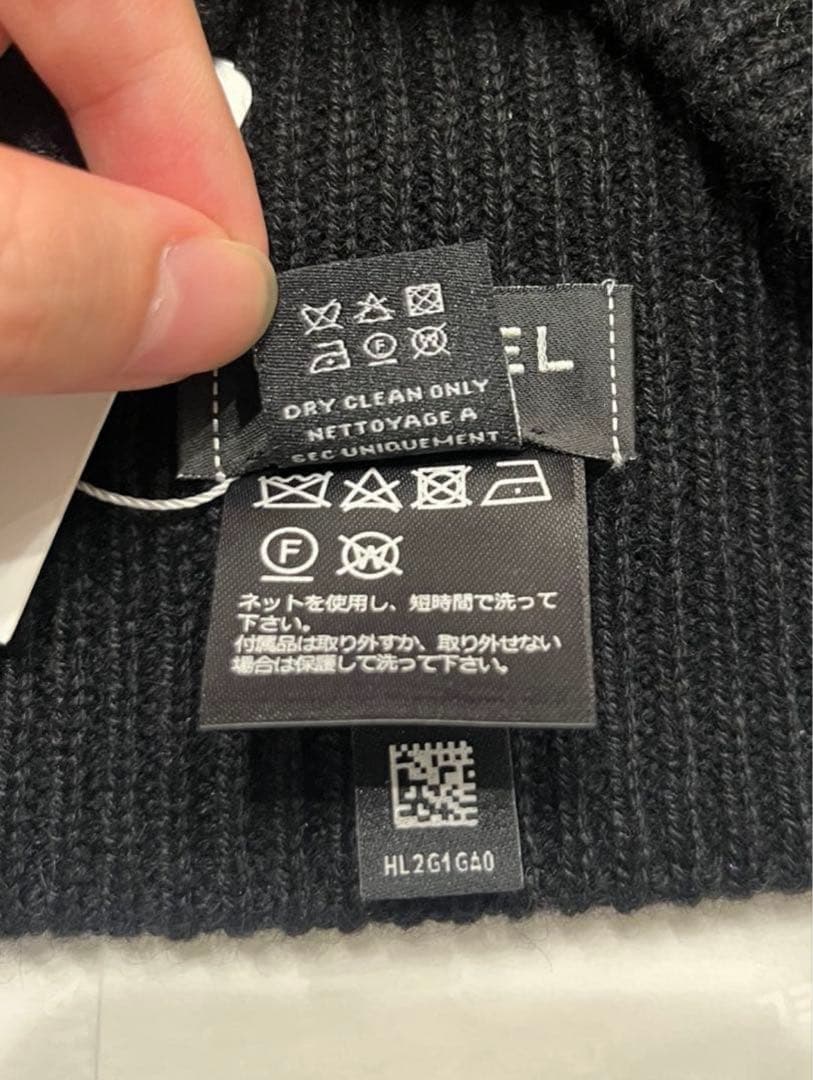 EL
DRY CLEAN ONLY
NETTOYAGE A
SEC UNIQUEMENT
F
W
ネットを使用し、短時間で洗って
下さい。
付属品は取り外すか、取り外せない
場合は保護して洗って下さい。
HL2G1GA0